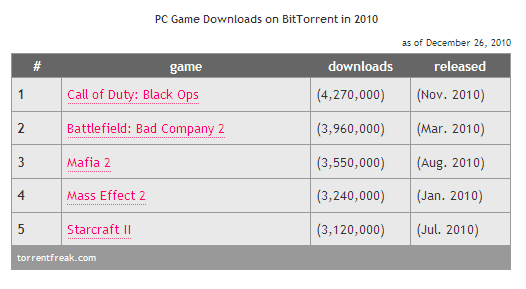 PC Game Downloads on BitTorrent in 2010
as of December 26, 2010
# game downloads released
1 Call of Duty: Black Ops (4,270,000) (Nov. 2010)
2 Battlefield: Bad Company 2 (3,960,000) (Mar. 2010)
3 Mafia 2 (3,550,000) (Aug. 2010)
4 Mass Effect 2 (3,240,000) (Jan. 2010)
5 Starcraft II (3,120,000) (Jul. 2010)
torrentfreak.com